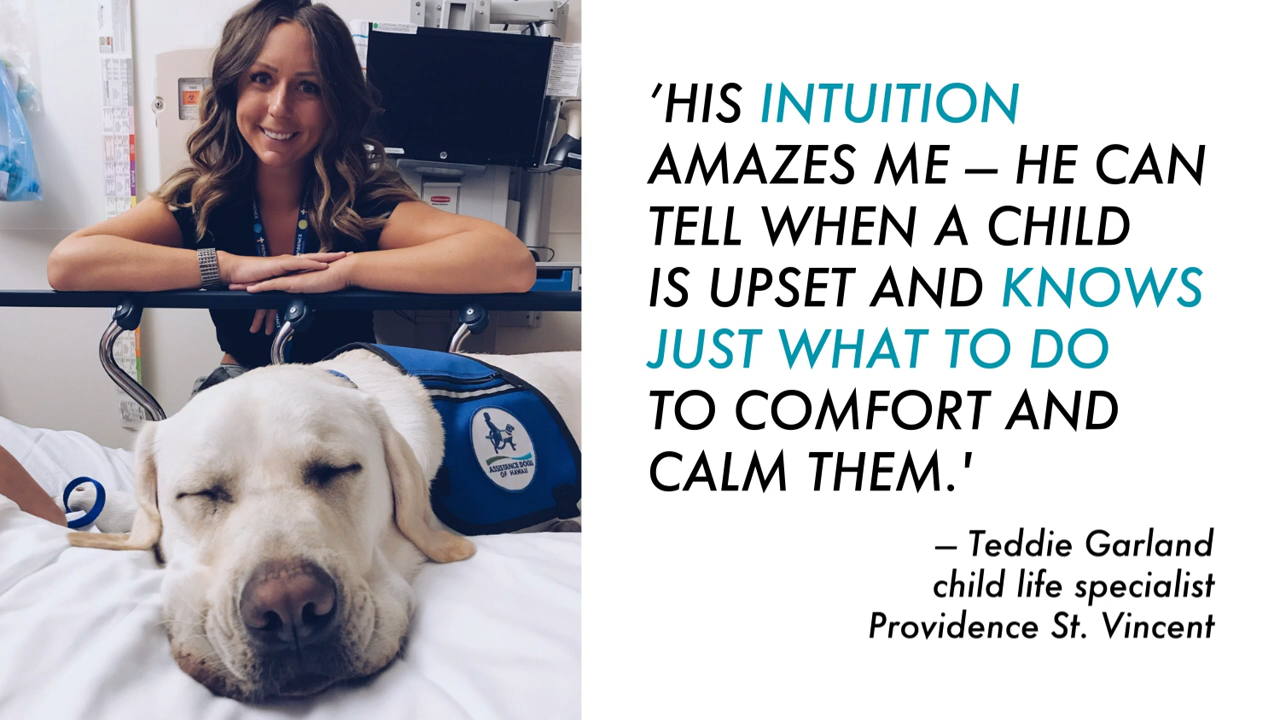 'HIS INTUITION
AMAZES ME – HE CAN
TELL WHEN A CHILD
IS UPSET AND KNOWS
JUST WHAT TO DO
TO COMFORT AND
CALM THEM.'
– Teddie Garland
child life specialist
Providence St. Vincent
ASSISTANCE DOGS
OF HAWAII